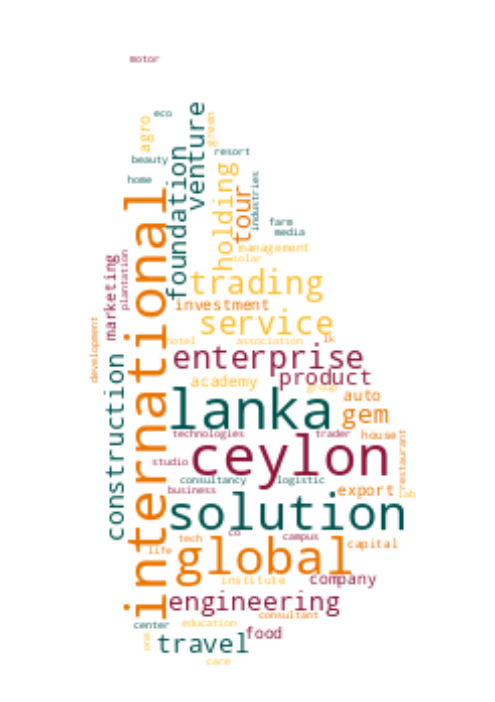 motor
eco
agro
green
venture
beauty
resort
foundation
home
holding
industries
tour
international
farm
media
management
solar
marketing
plantation
trading
investment
service
development
hotel
association
lk
enterprise
construction
academy
product
group
auto
lanka
gem
technologies
trader
house
restaurant
ceylon
studio
consultancy
logistic
business
export
lab
solution
co
tech
campus
capital
life
global
institute
company
engineering
consultant
center
education
one
travel
food
care